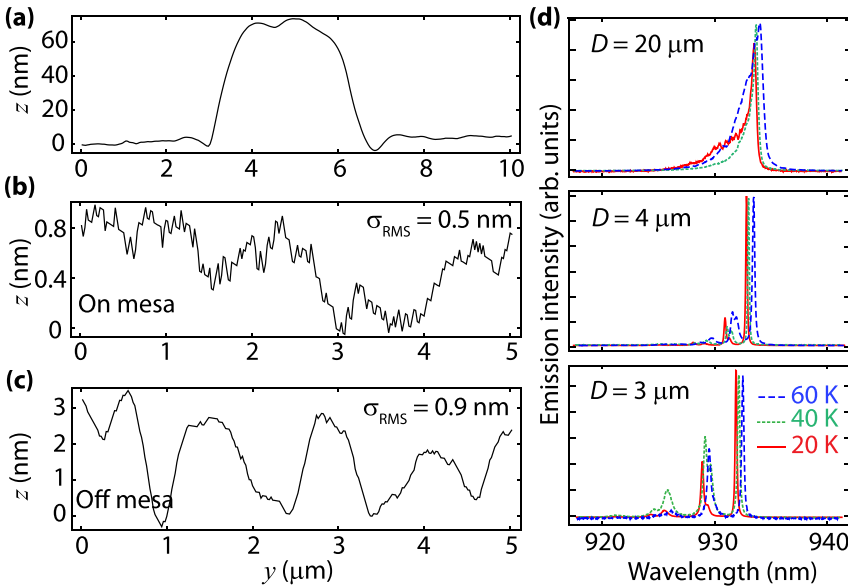 (a)
z (nm)
60
40
20
0
0 2 4 6 8 10
(b)
z (nm)
0.8
0.4
0
σRMS = 0.5 nm
On mesa
0 1 2 3 4 5
(c)
z (nm)
3
2
1
0
σRMS = 0.9 nm
Off mesa
0 1 2 3 4 5
y (μm)
(d)
Emission intensity (arb. units)
D = 20 μm
D = 4 μm
D = 3 μm
60 K
40 K
20 K
920 930 940
Wavelength (nm)